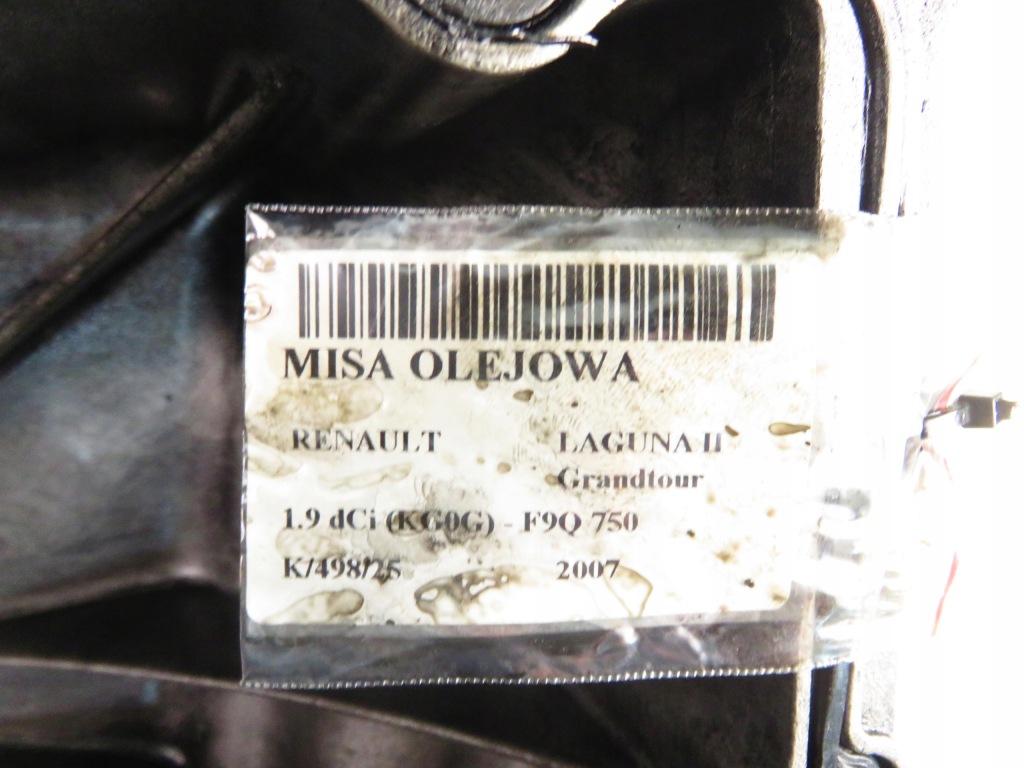 MISA OLEJOWA
RENAULT LAGUNA II
Grandtour
1.9 dCi (KG0G) - F9Q 750
K/498/25 2007